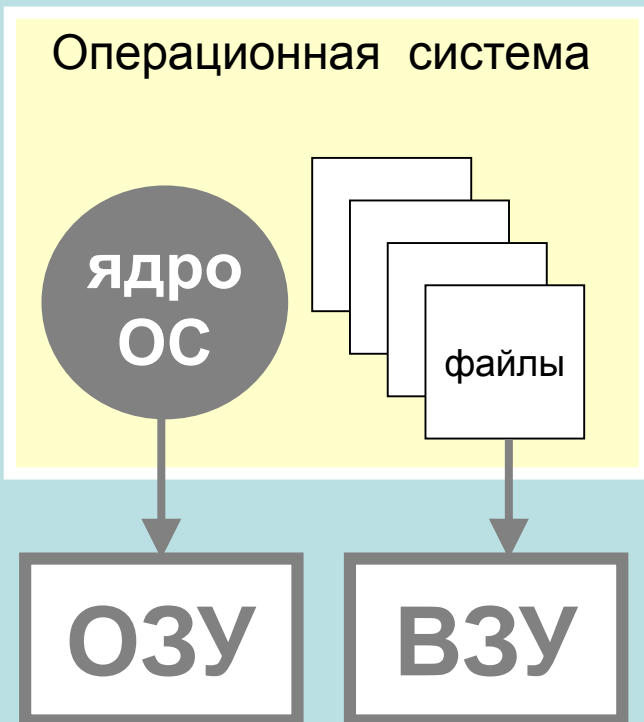 Операционная система
ядро
ОС
файлы
ОЗУ
ВЗУ